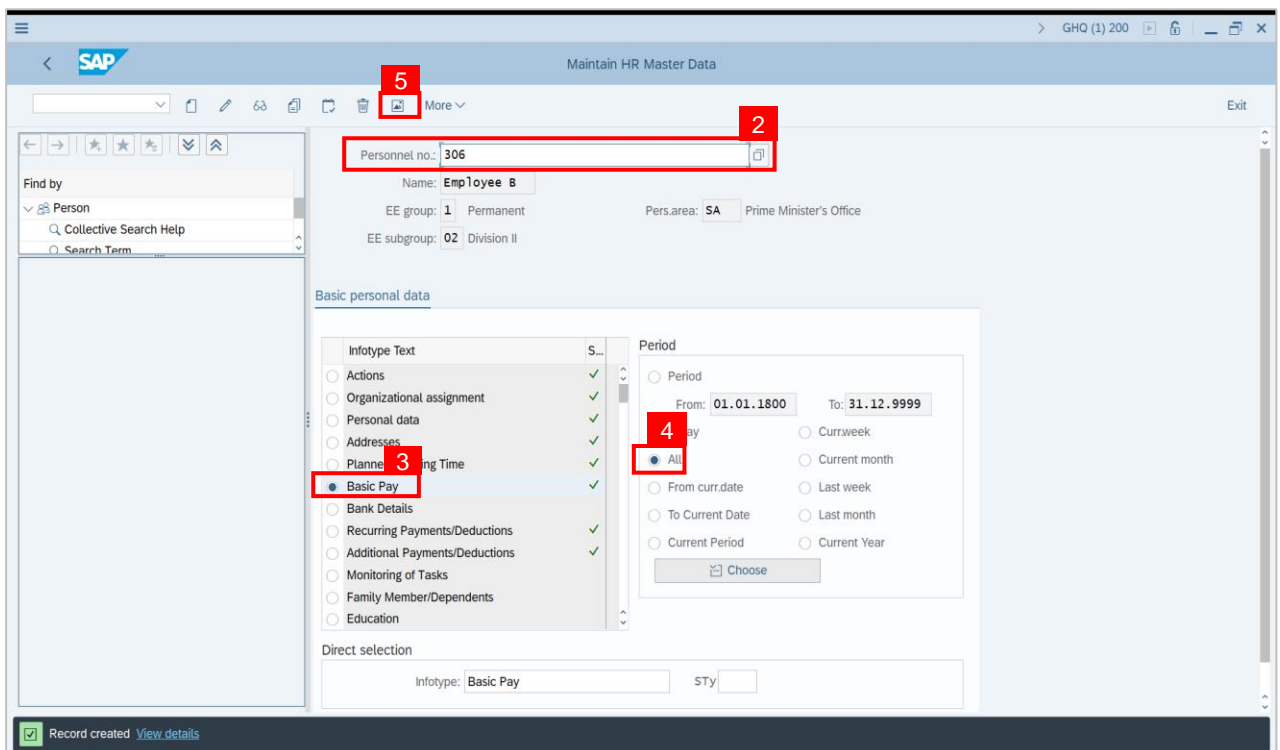 GHQ (1) 200
SAP
Maintain HR Master Data
5
More
Exit
2
Personnel no.: 306
Find by
Name: Employee B
Person
EE group: 1 Permanent Pers.area: SA Prime Minister's Office
Collective Search Help
EE subgroup: 02 Division II
Search Term
Basic personal data
Infotype Text S...
Period
Actions
Period
Organizational assignment
From: 01.01.1800 To: 31.12.9999
Personal data
4
Curr.week
Addresses
3
All
Current month
Time
Basic Pay
From curr.date Last week
Bank Details
To Current Date Last month
Recurring Payments/Deductions
Current Period Current Year
Additional Payments/Deductions
Choose
Monitoring of Tasks
Family Member/Dependents
Education
Direct selection
Infotype: Basic Pay STy
Record created View details